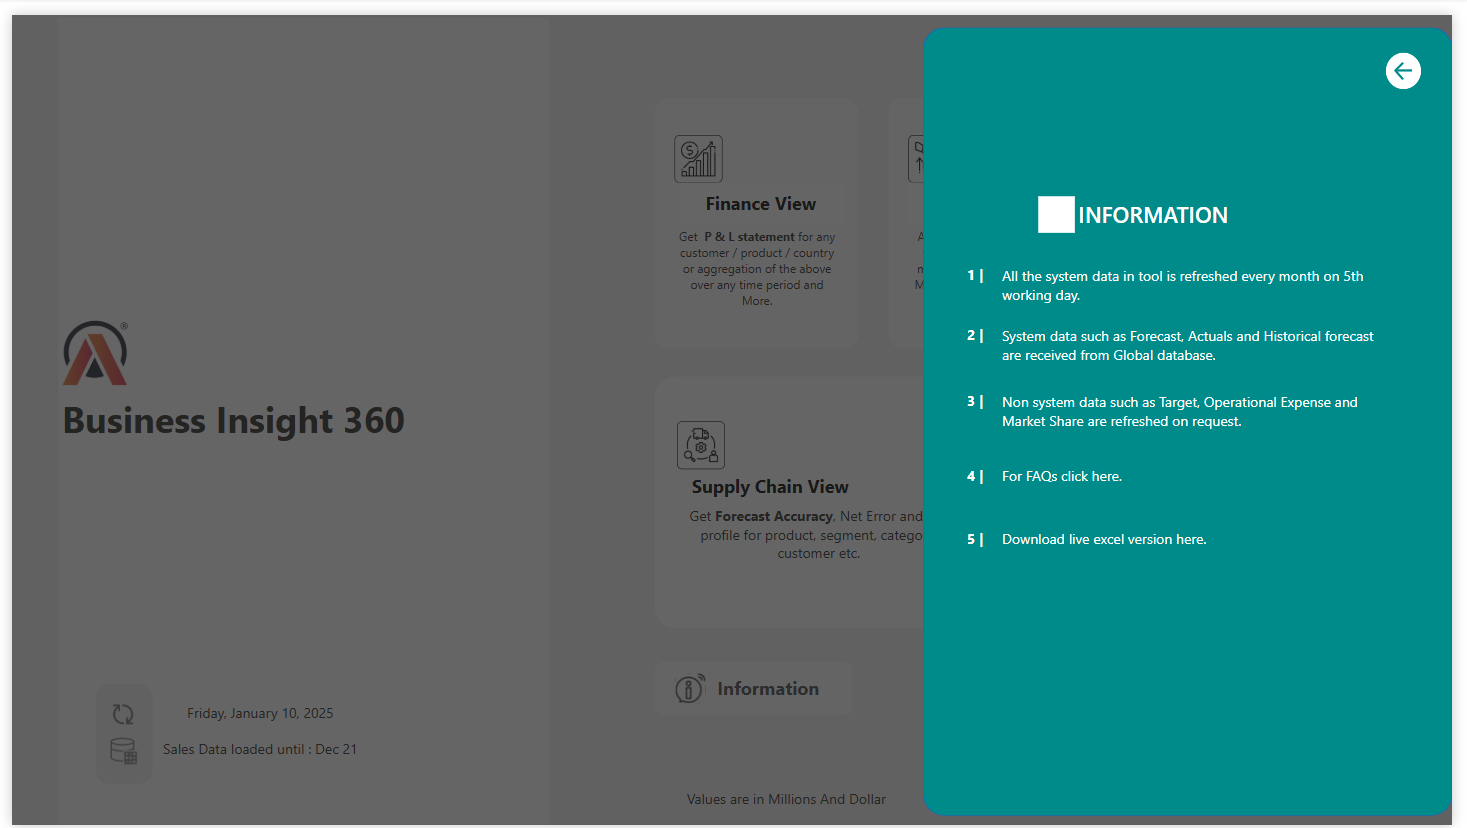 Business Insight 360
Friday, January 10, 2025
Sales Data loaded until : Dec 21
Finance View
Get P & L statement for any
customer / product / country
or aggregation of the above
over any time period and
More.
Supply Chain View
Get Forecast Accuracy, Net Error and
profile for product, segment, catego
customer etc.
Information
Values are in Millions And Dollar
INFORMATION
1 | All the system data in tool is refreshed every month on 5th
working day.
2 | System data such as Forecast, Actuals and Historical forecast
are received from Global database.
3 | Non system data such as Target, Operational Expense and
Market Share are refreshed on request.
4 | For FAQs click here.
5 | Download live excel version here.